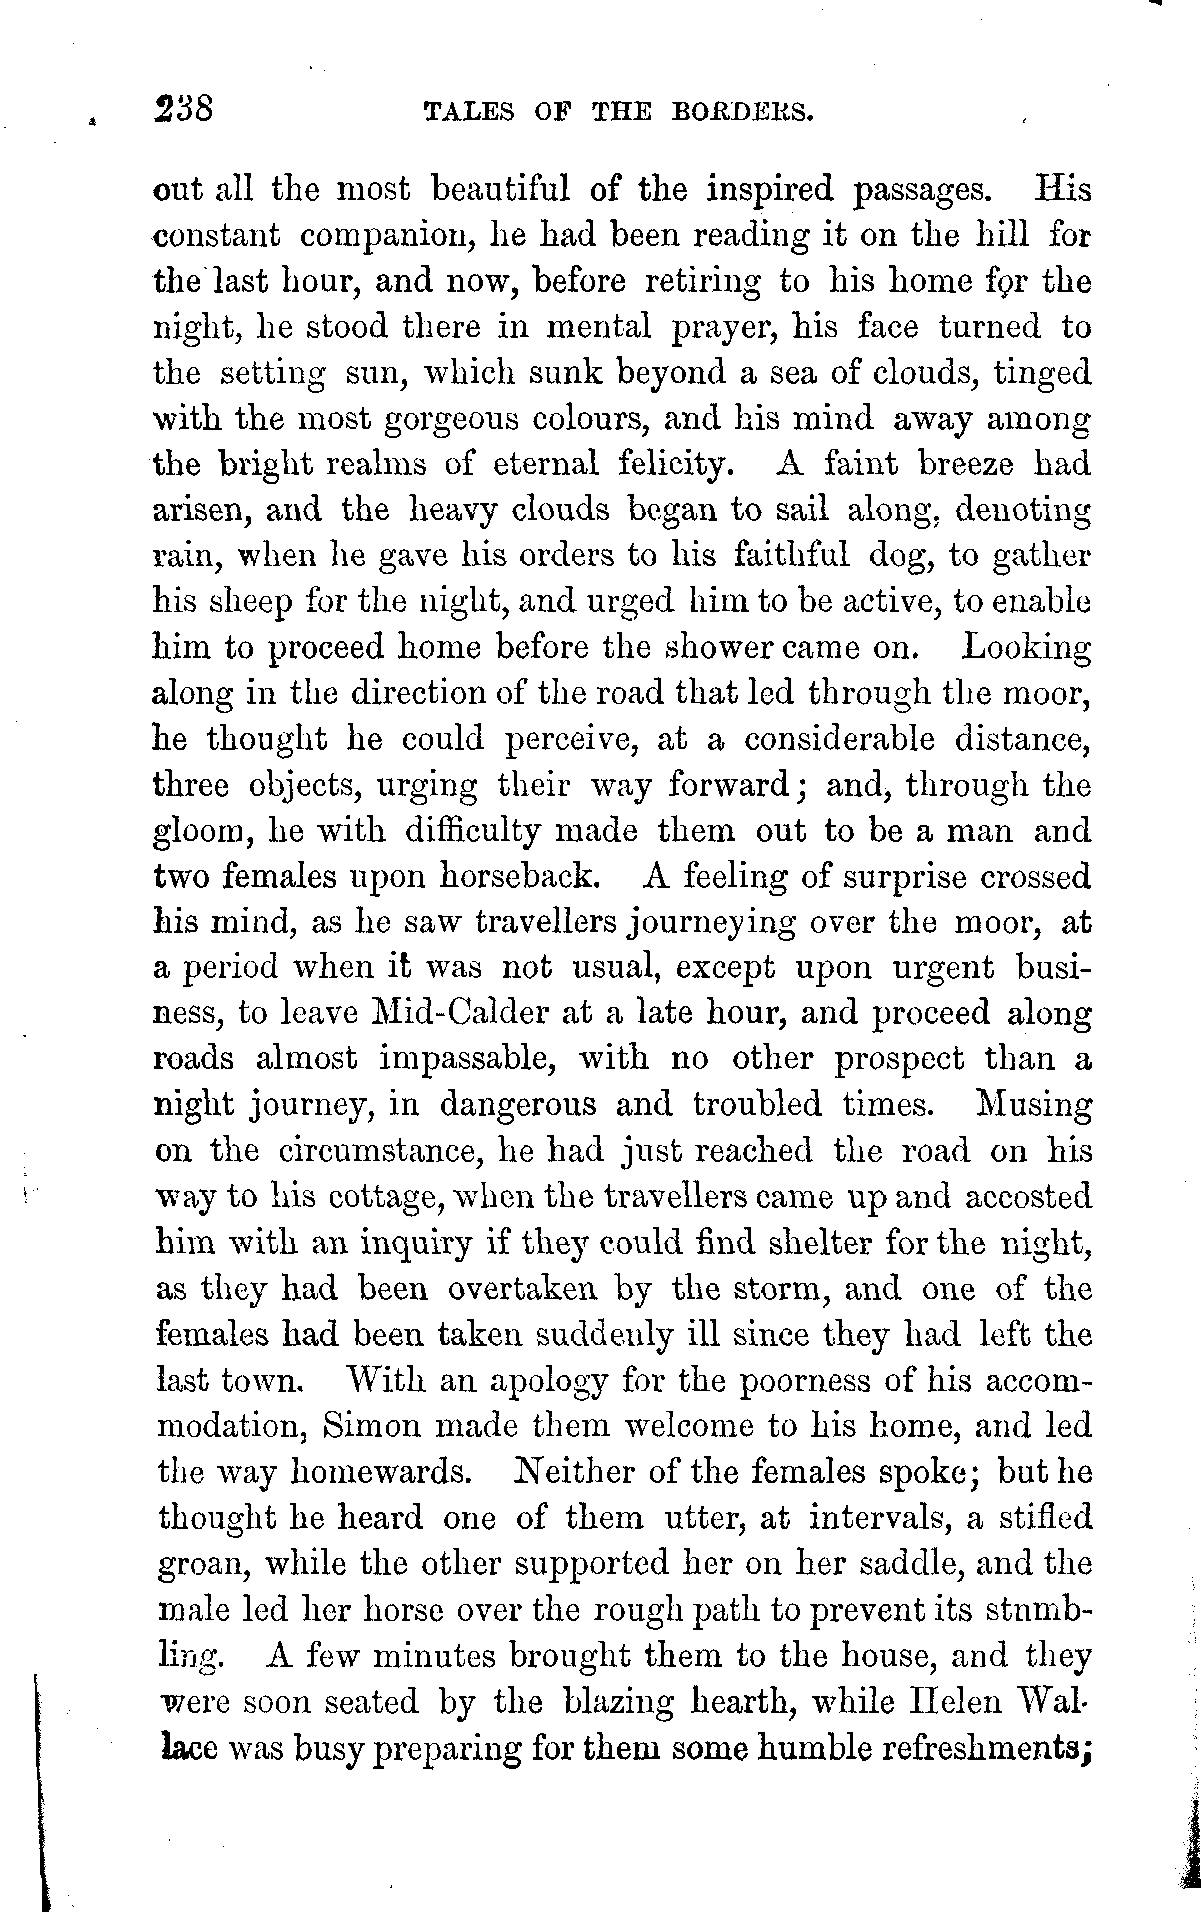 238 TALES OF THE BORDERS.
out all the most beautiful of the inspired passages. His
constant companion, he had been reading it on the hill for
the last hour, and now, before retiring to his home for the
night, he stood there in mental prayer, his face turned to
the setting sun, which sunk beyond a sea of clouds, tinged
with the most gorgeous colours, and his mind away among
the bright realms of eternal felicity. A faint breeze had
arisen, and the heavy clouds began to sail along, denoting
rain, when he gave his orders to his faithful dog, to gather
his sheep for the night, and urged him to be active, to enable
him to proceed home before the shower came on. Looking
along in the direction of the road that led through the moor,
he thought he could perceive, at a considerable distance,
three objects, urging their way forward; and, through the
gloom, he with difficulty made them out to be a man and
two females upon horseback. A feeling of surprise crossed
his mind, as he saw travellers journeying over the moor, at
a period when it was not usual, except upon urgent busi-
ness, to leave Mid-Calder at a late hour, and proceed along
roads almost impassable, with no other prospect than a
night journey, in dangerous and troubled times. Musing
on the circumstance, he had just reached the road on his
way to his cottage, when the travellers came up and accosted
him with an inquiry if they could find shelter for the night,
as they had been overtaken by the storm, and one of the
females had been taken suddenly ill since they had left the
last town. With an apology for the poorness of his accom-
modation, Simon made them welcome to his home, and led
the way homewards. Neither of the females spoke; but he
thought he heard one of them utter, at intervals, a stifled
groan, while the other supported her on her saddle, and the
male led her horse over the rough path to prevent its stumb-
ling. A few minutes brought them to the house, and they
were soon seated by the blazing hearth, while Helen Wal-
lace was busy preparing for them some humble refreshments;